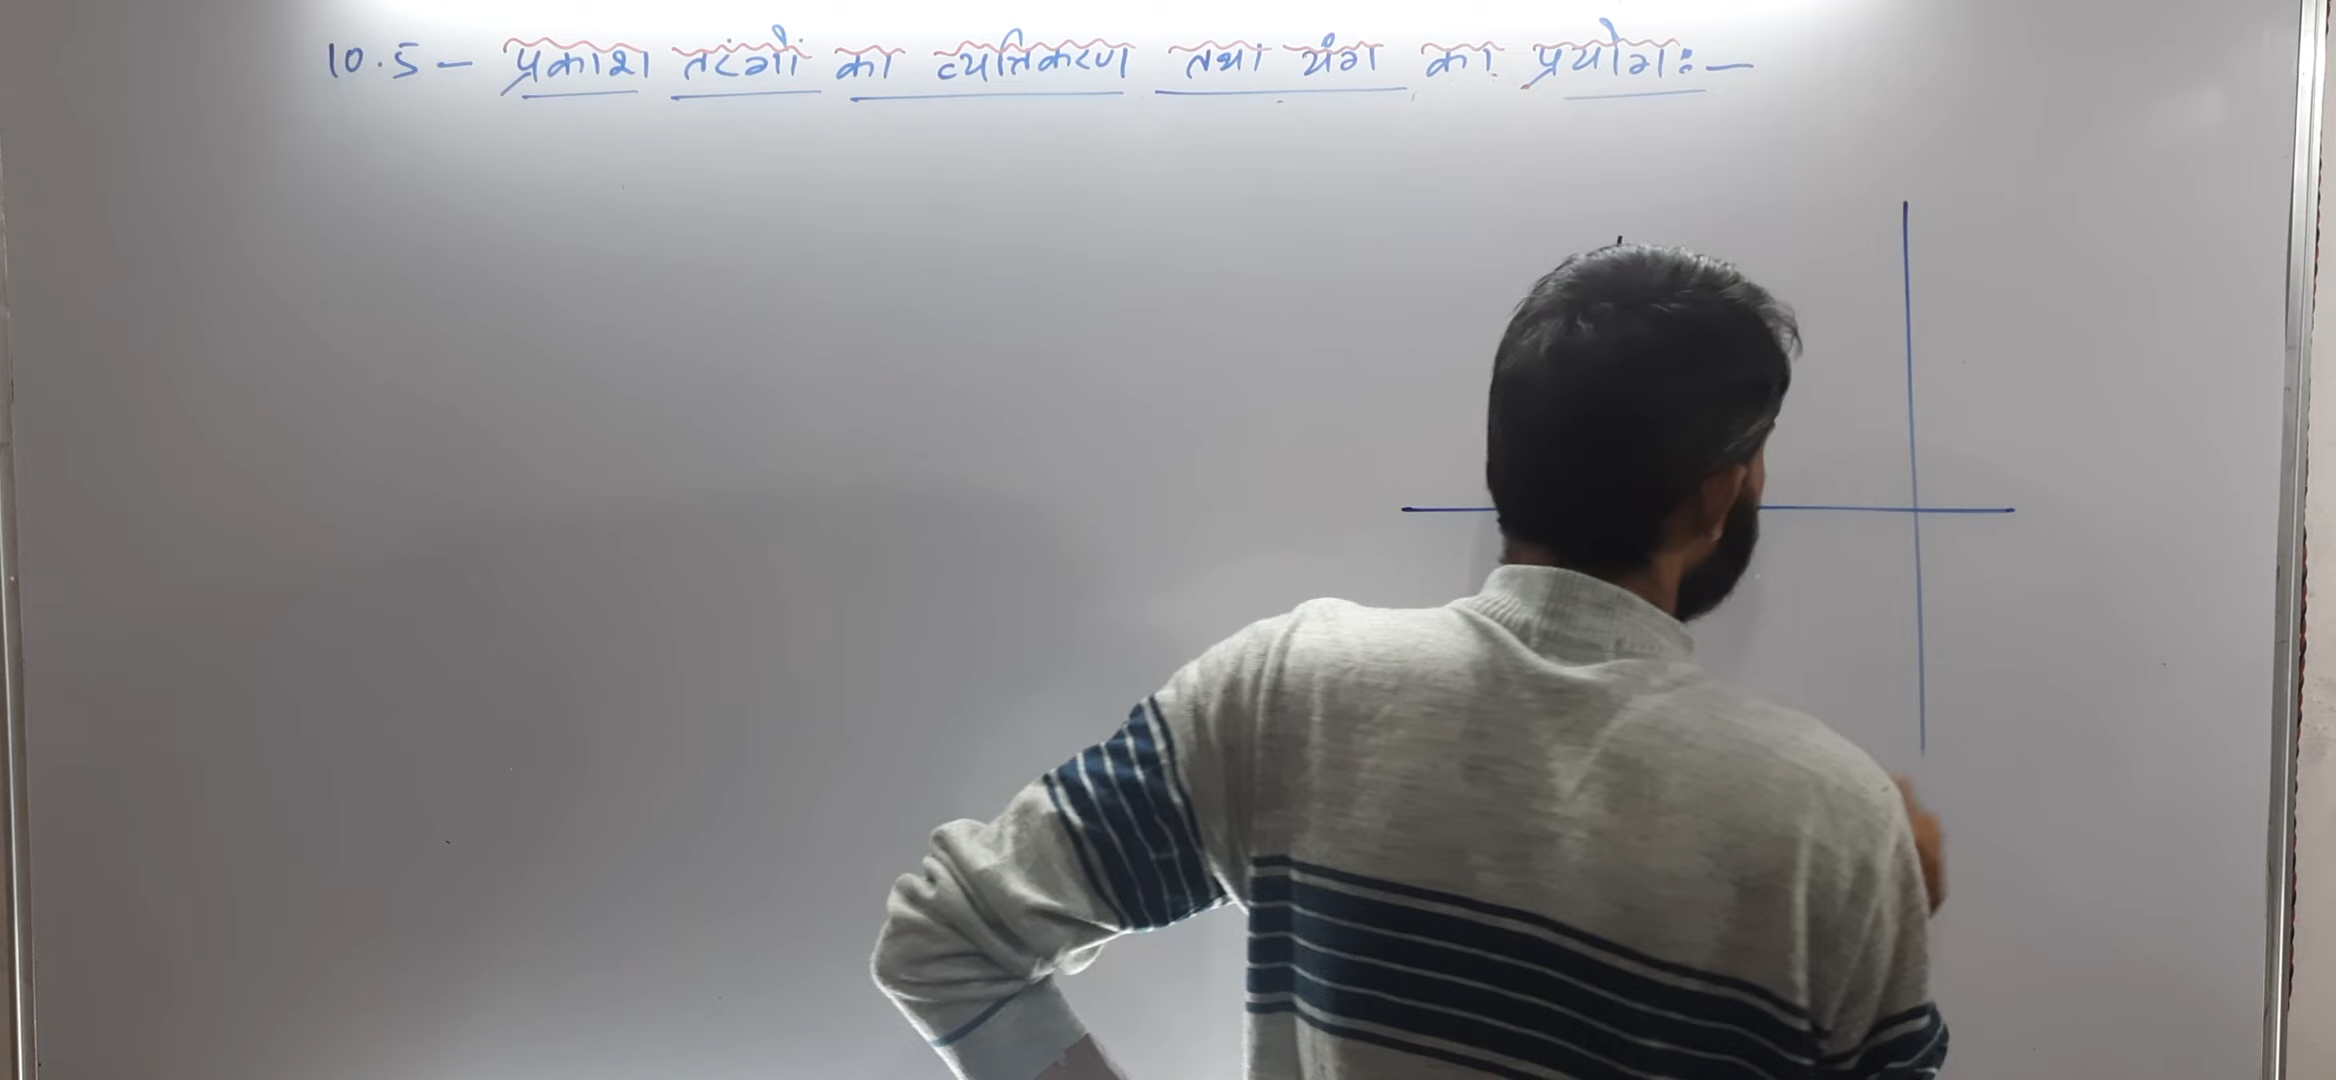 10.5- प्रकाश तरंगों का व्यतिकरण तथा यंग का प्रयोग:-